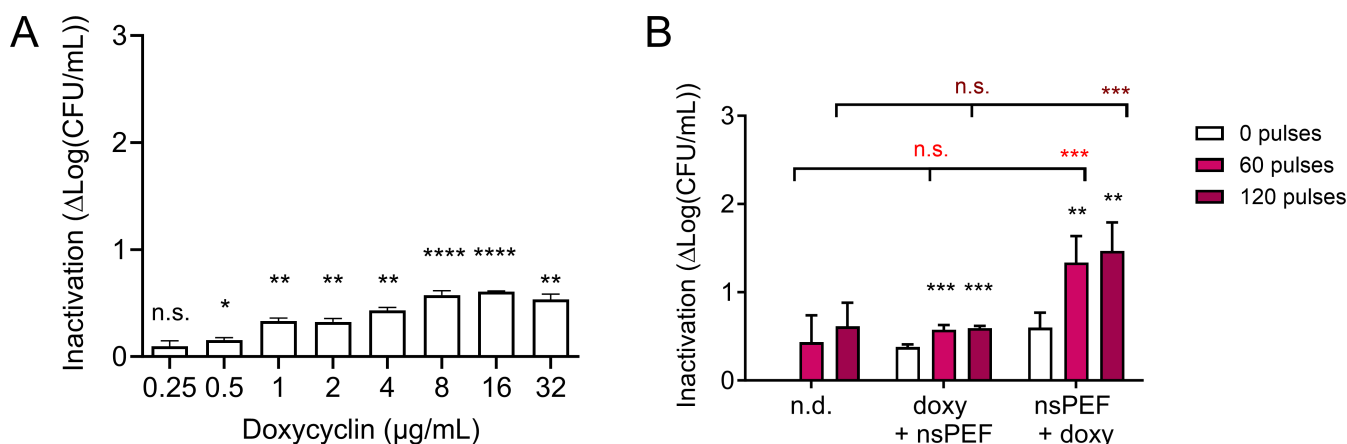 A
Inactivation (ΔLog(CFU/mL))
3
2
1
0
n.s.
*
**
**
**
****
****
**
0.25 0.5 1 2 4 8 16 32
Doxycyclin (µg/mL)
B
Inactivation (ΔLog(CFU/mL))
3
2
1
0
n.s.
***
n.s.
***
**
**
***
***
n.d.
doxy
+ nsPEF
nsPEF
+ doxy
0 pulses
60 pulses
120 pulses